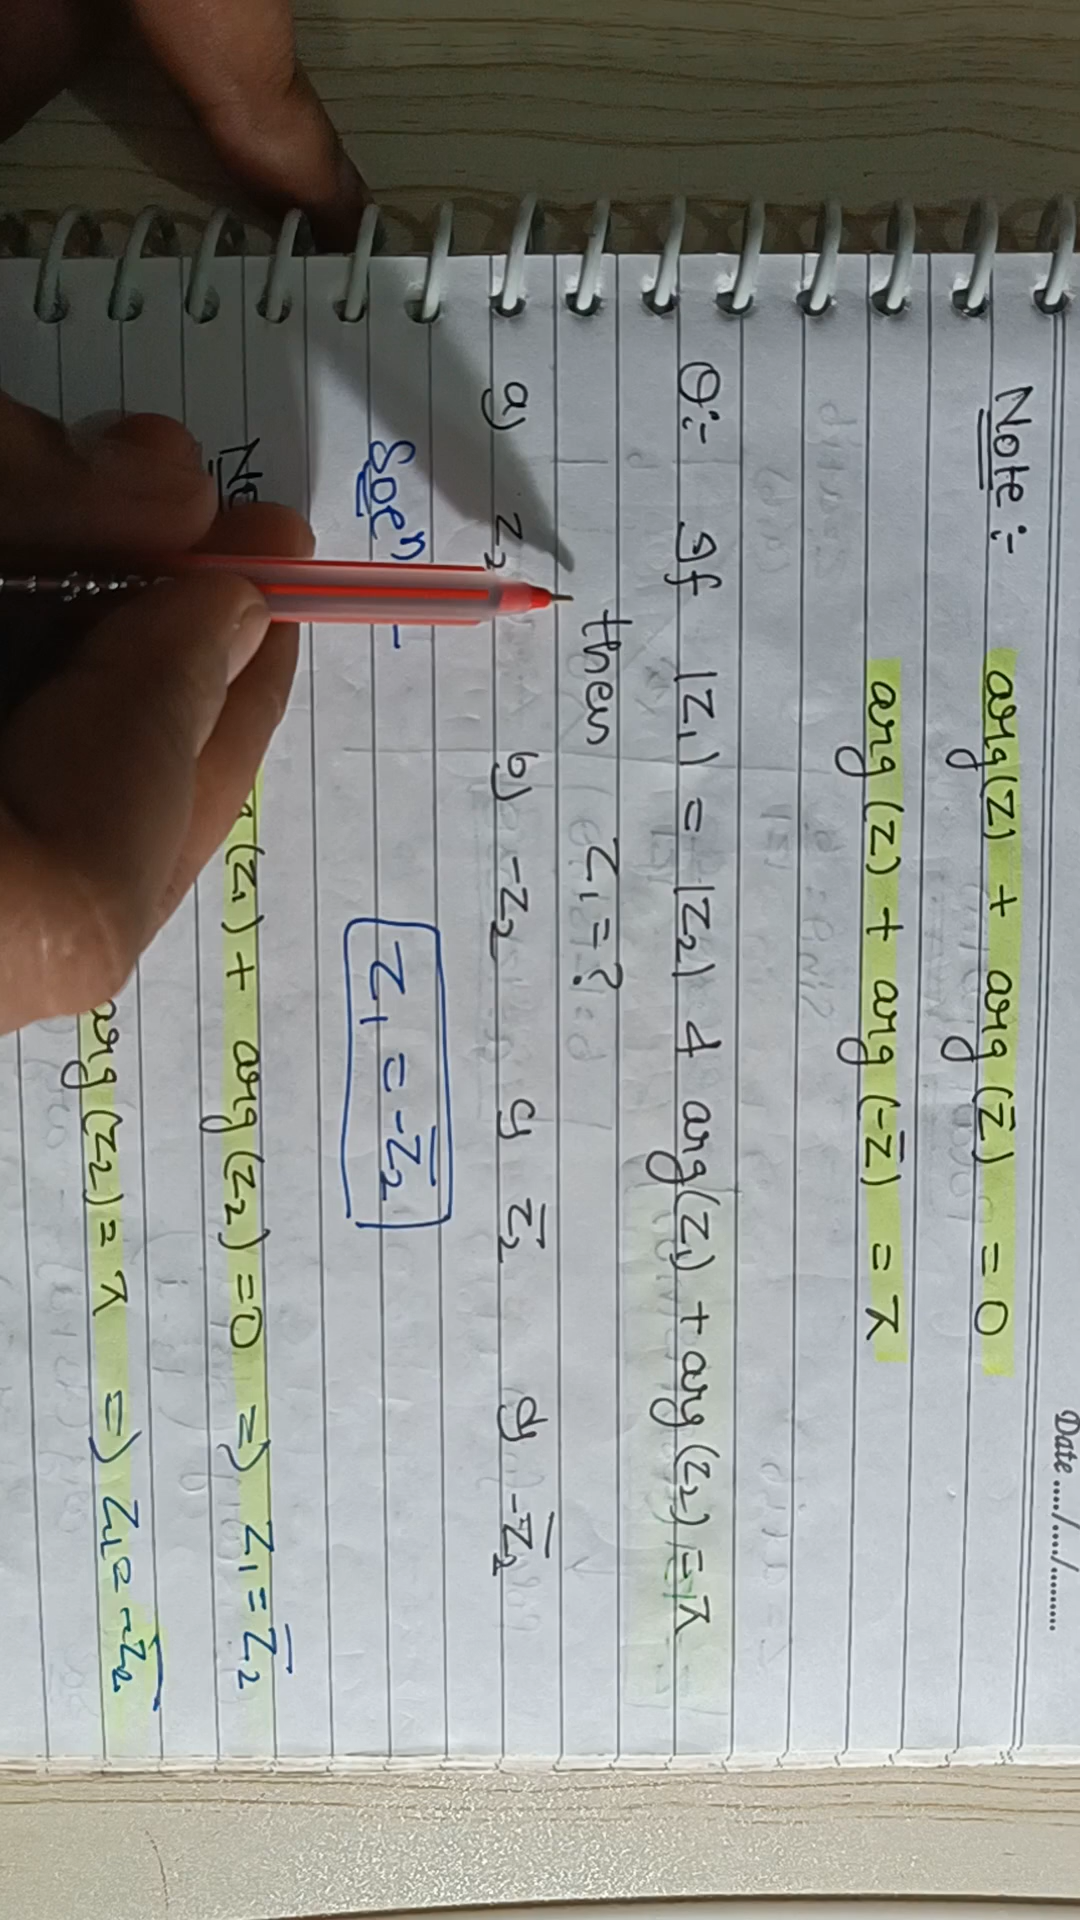 Date ..../..../.........
Note :- arg(z) + arg(z̅) = 0
arg(z) + arg(-z̅) = π
Q:- If |z₁| = |z₂| & arg(z₁) + arg(z₂) = π
then z₁ = ?
a) z₂ b) -z₂ c) z̅₂ d) -z̅₂
Solⁿ - z₁ = -z̅₂
(z₁) + arg(z₂) = 0 => z₁ = z̅₂
arg(z₂) = π => z₁ = -z̅₂